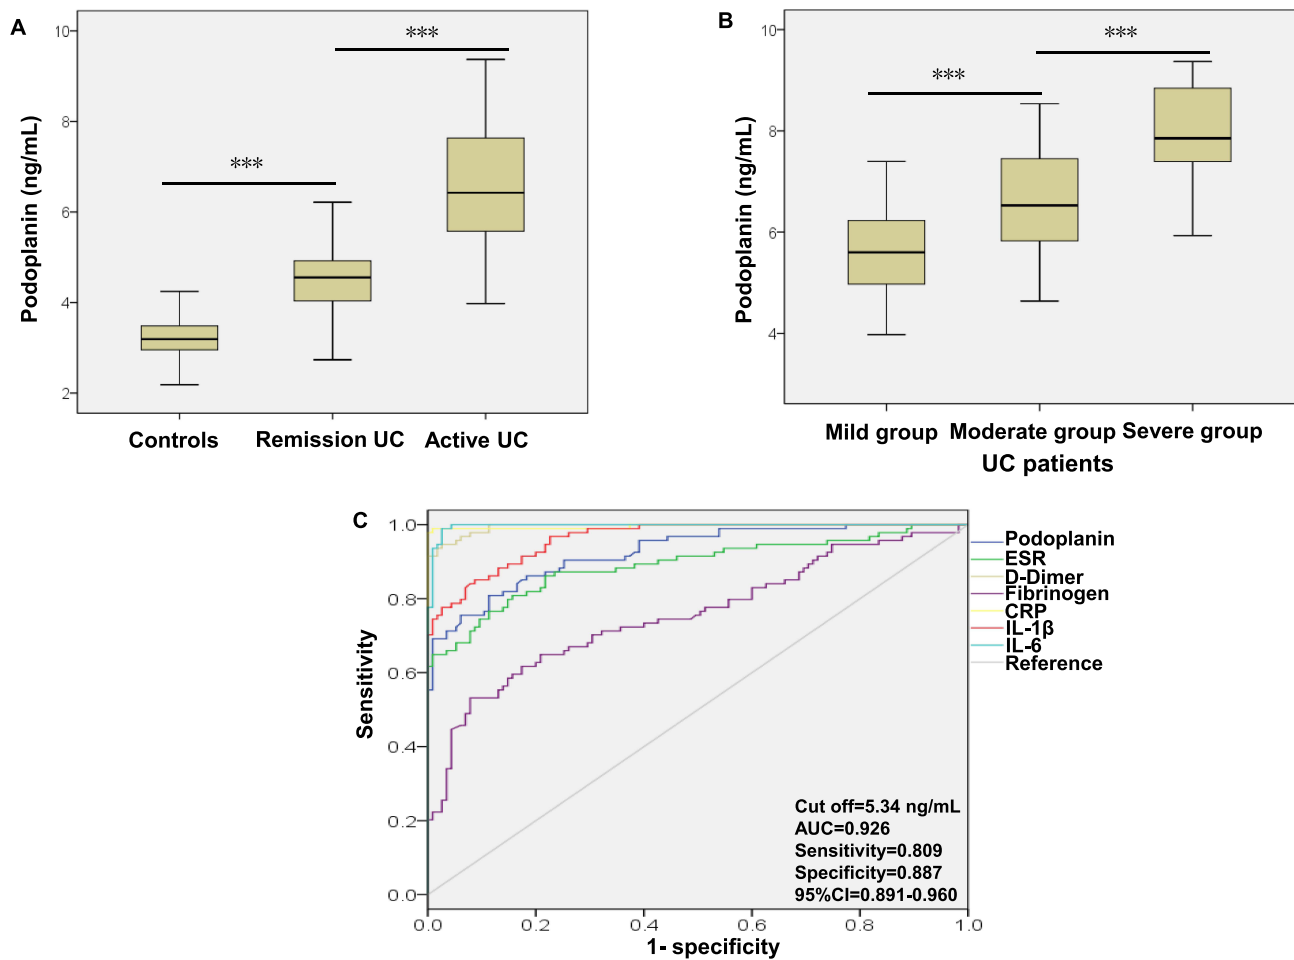 A
Podoplanin (ng/mL)
10
8
6
4
2
***
***
Controls
Remission UC
Active UC
B
Podoplanin (ng/mL)
10
8
6
4
***
***
Mild group
Moderate group
Severe group
UC patients
C
Sensitivity
1.0
0.8
0.6
0.4
0.2
0.0
0.0
0.2
0.4
0.6
0.8
1.0
1- specificity
Podoplanin
ESR
D-Dimer
Fibrinogen
CRP
IL-1β
IL-6
Reference
Cut off=5.34 ng/mL
AUC=0.926
Sensitivity=0.809
Specificity=0.887
95%CI=0.891-0.960